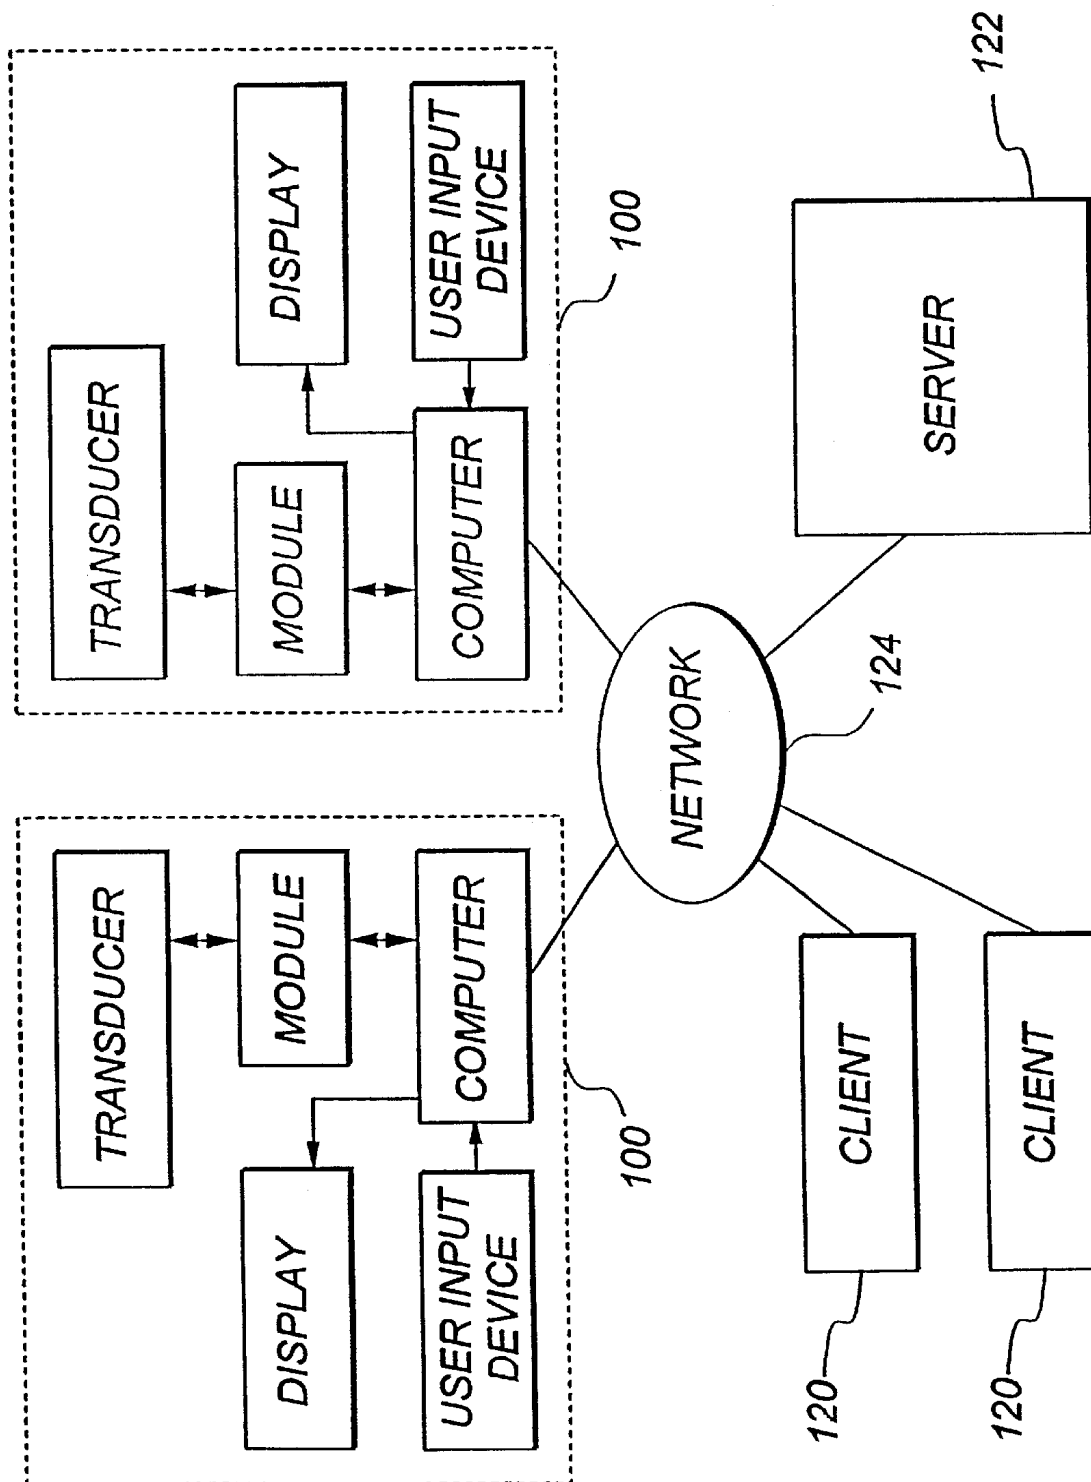 TRANSDUCER
MODULE
DISPLAY
COMPUTER
USER INPUT
DEVICE
100
TRANSDUCER
DISPLAY
MODULE
USER INPUT
DEVICE
COMPUTER
100
NETWORK
124
CLIENT
120
CLIENT
120
SERVER
122